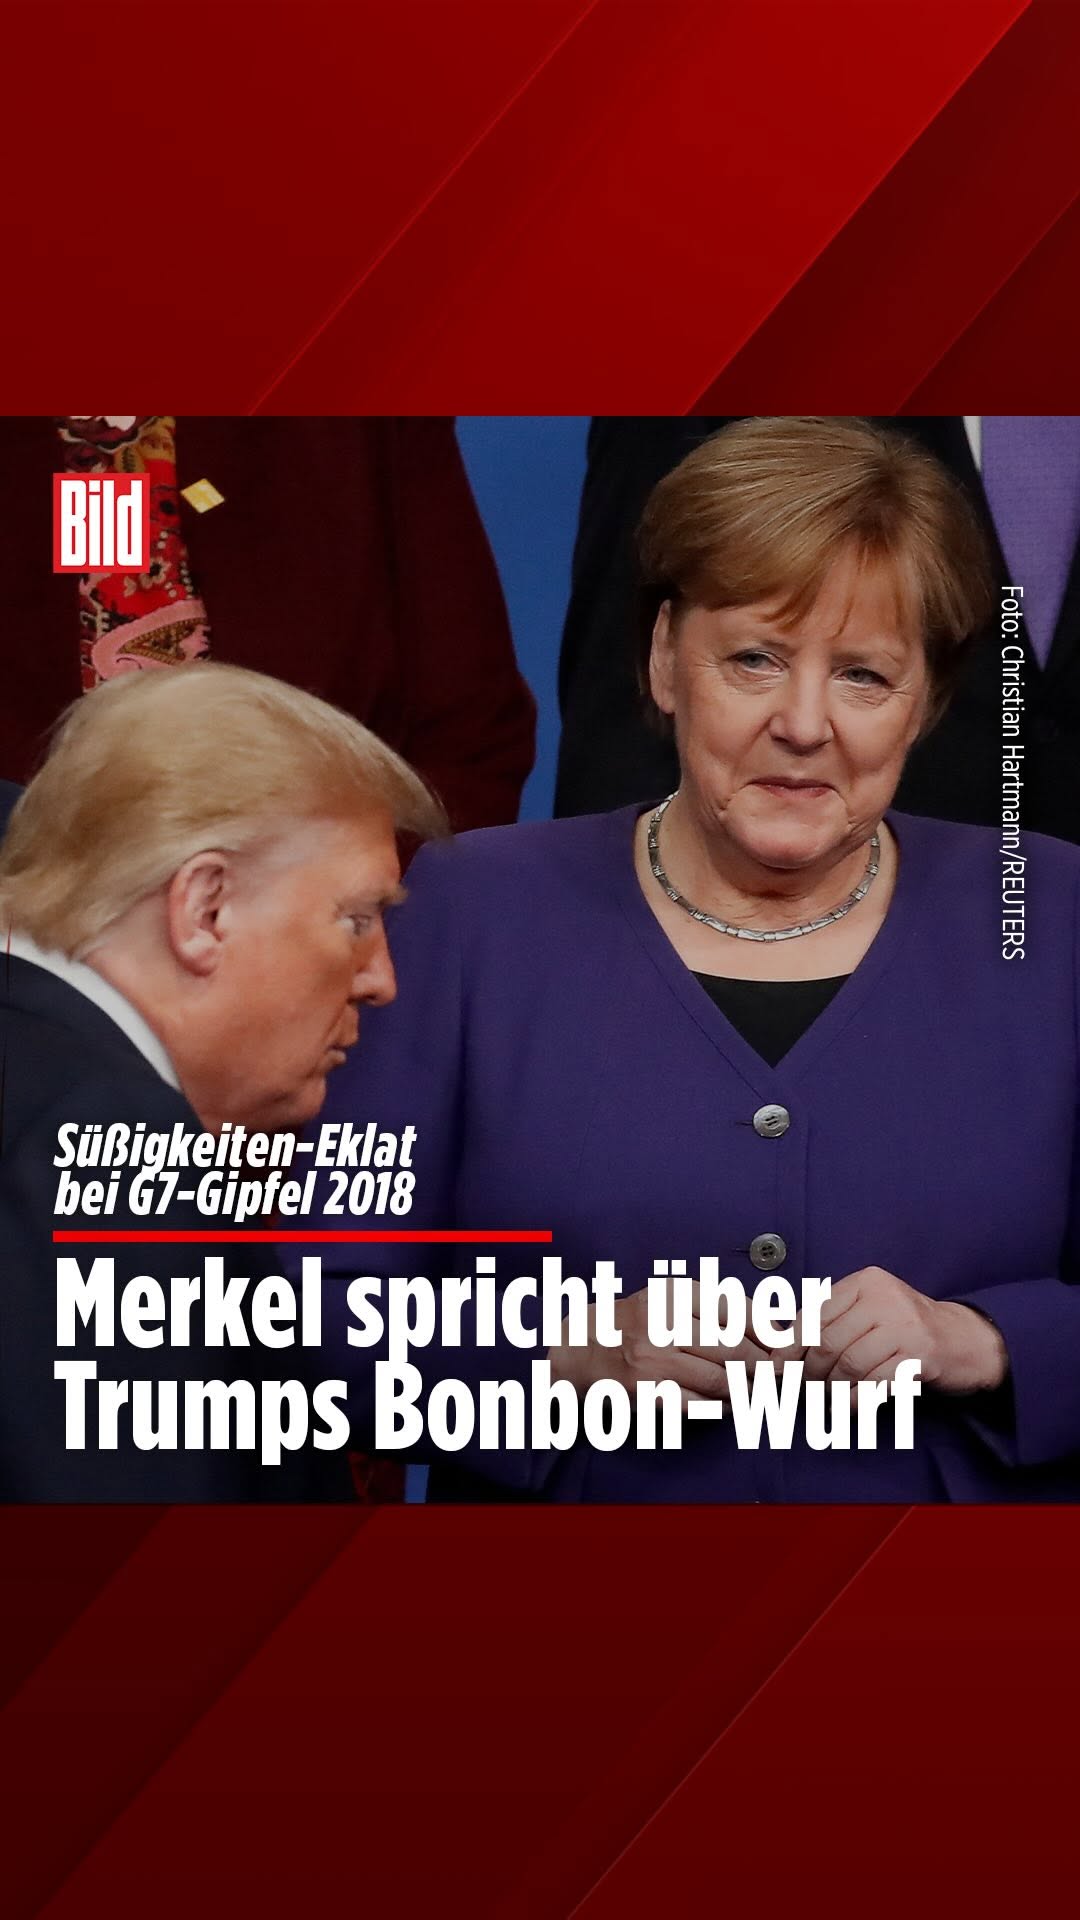 Bild
Foto: Christian Hartmann/REUTERS
Süßigkeiten-Eklat
bei G7-Gipfel 2018
Merkel spricht über
Trumps Bonbon-Wurf